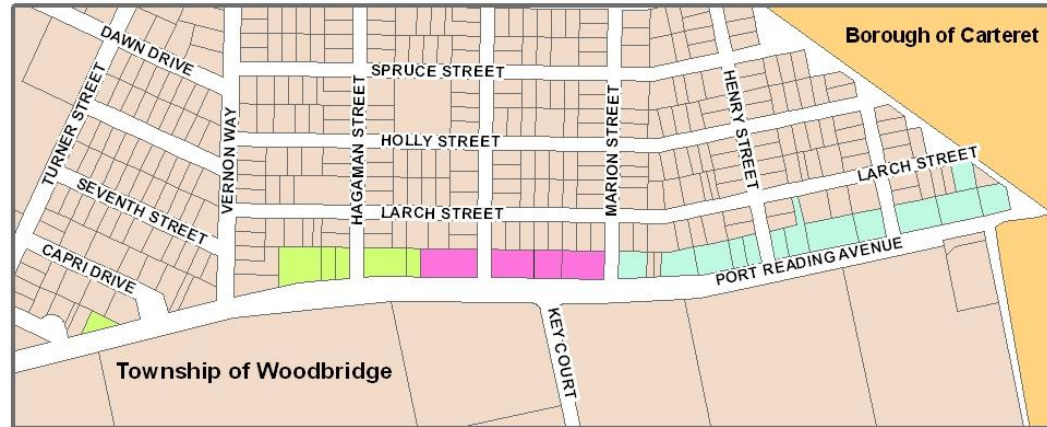 DAWN DRIVE
Borough of Carteret
SPRUCE STREET
TURNER STREET
VERNON WAY
HAGAMAN STREET
MARION STREET
HENRY STREET
HOLLY STREET
LARCH STREET
SEVENTH STREET
LARCH STREET
CAPRI DRIVE
PORT READING AVENUE
KEY COURT
Township of Woodbridge